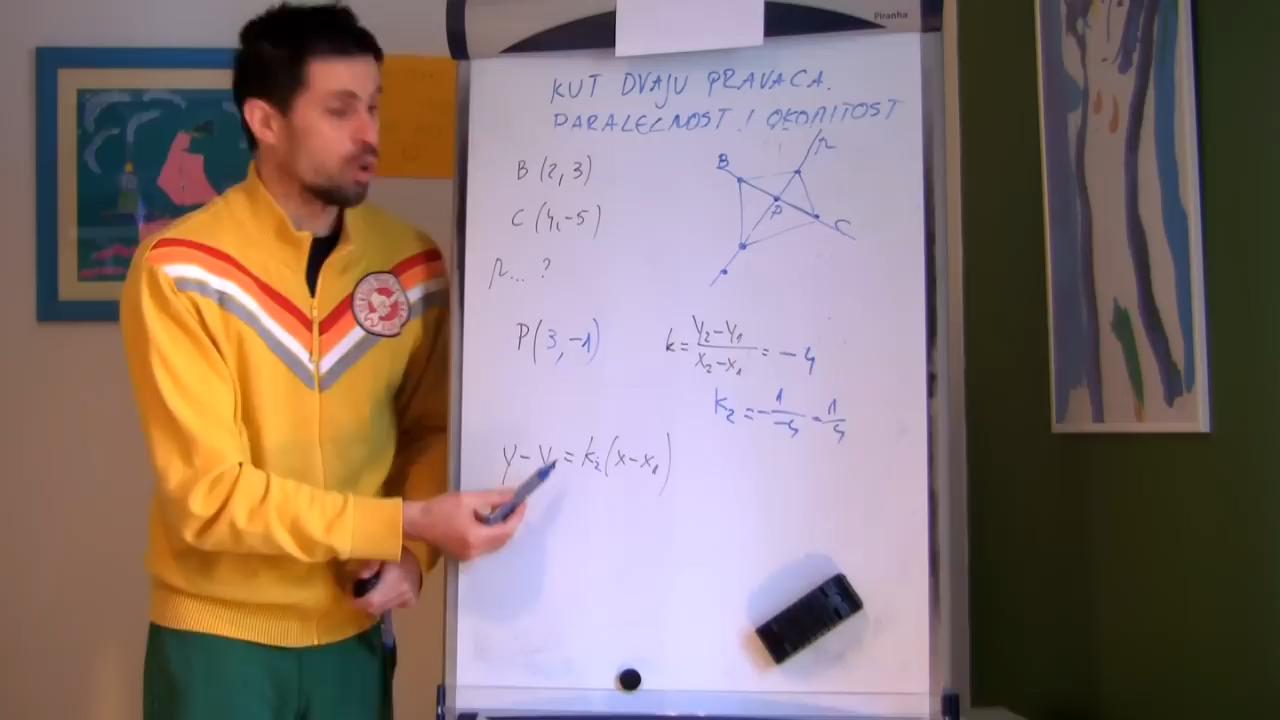 Piranha
KUT DVAJU PRAVACA.
PARALELNOST I OKOMITOST
B (2, 3)
C (4, -5)
p... ?
P(3, -1)
B
p
P
C
k = y₂-y₁ / x₂-x₁ = -4
k₂ = -1/-4 = 1/4
y - y₁ = k₂(x - x₁)